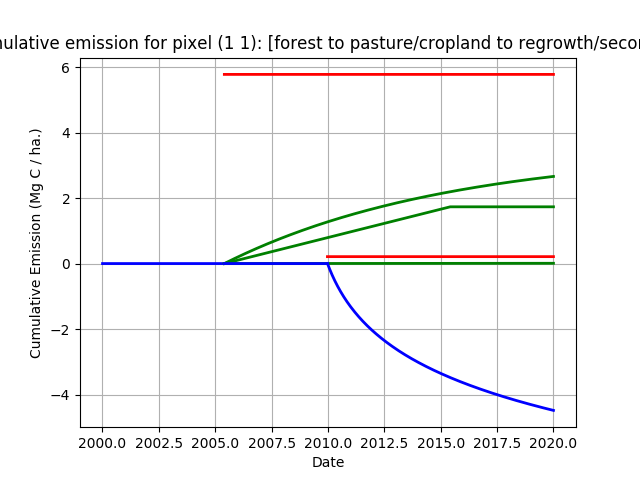 nulative emission for pixel (1 1): [forest to pasture/cropland to regrowth/secon
6
4
2
0
−2
−4
Cumulative Emission (Mg C / ha.)
2000.0 2002.5 2005.0 2007.5 2010.0 2012.5 2015.0 2017.5 2020.0
Date